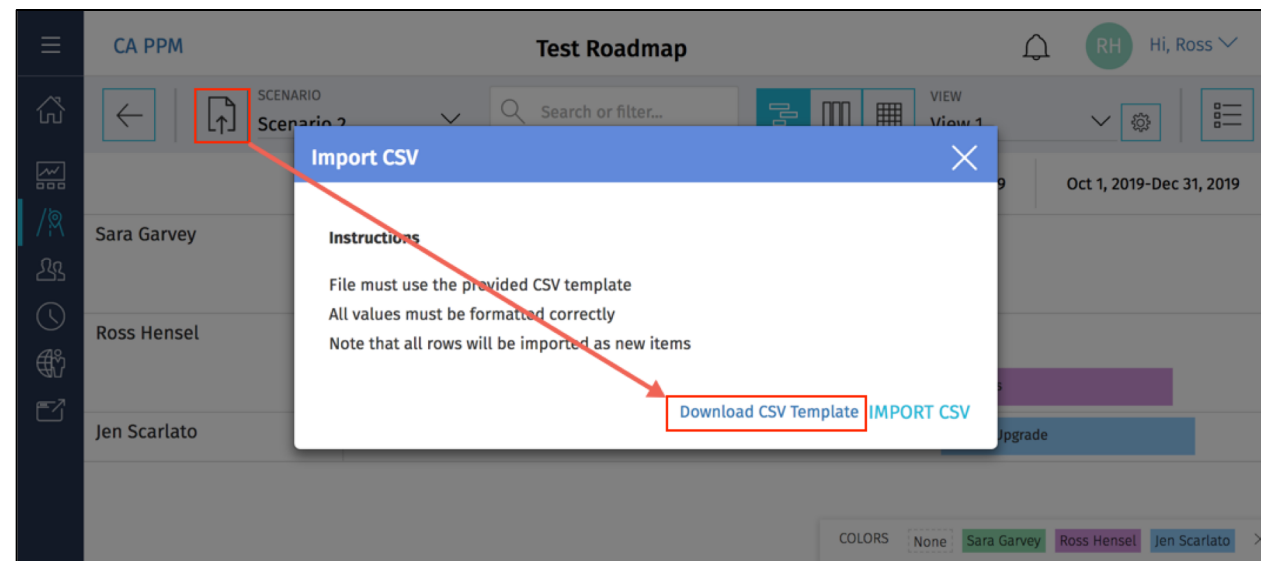 CA PPM
Test Roadmap
RH
Hi, Ross
SCENARIO
Scenario 2
Search or filter...
VIEW
View 1
Import CSV
9
Oct 1, 2019-Dec 31, 2019
Sara Garvey
Instructions
File must use the provided CSV template
All values must be formatted correctly
Ross Hensel
Note that all rows will be imported as new items
s
Download CSV Template
IMPORT CSV
Jen Scarlato
Upgrade
COLORS
None
Sara Garvey
Ross Hensel
Jen Scarlato